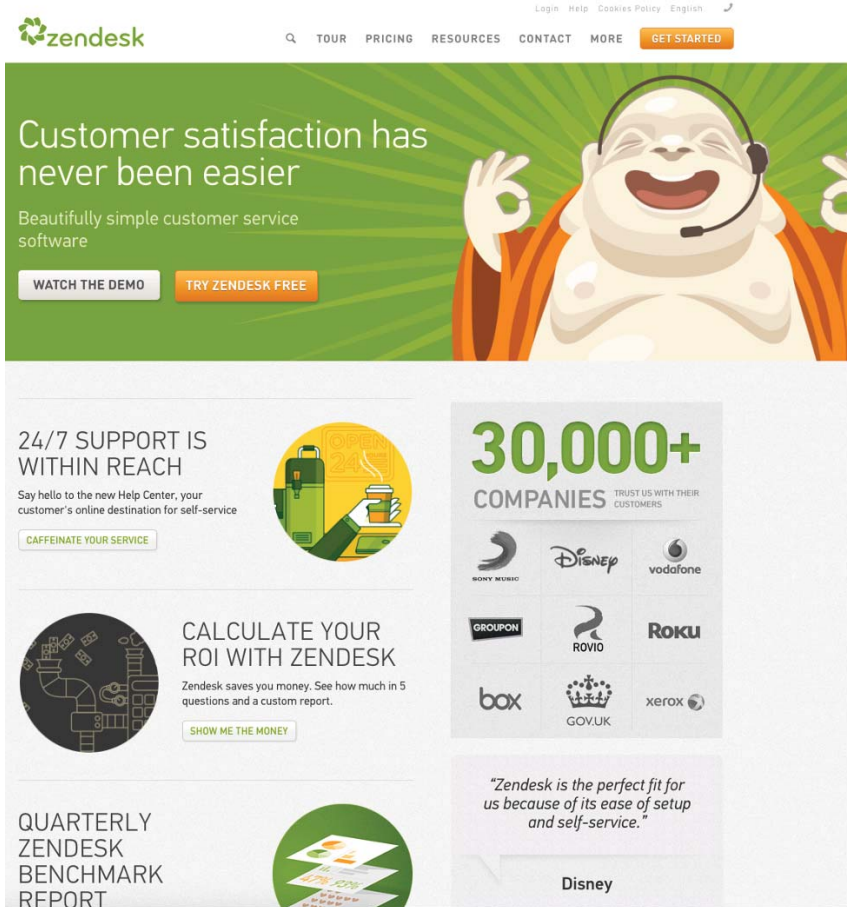 Login Help Cookies Policy English
zendesk
TOUR PRICING RESOURCES CONTACT MORE GET STARTED
Customer satisfaction has
never been easier
Beautifully simple customer service
software
WATCH THE DEMO TRY ZENDESK FREE
24/7 SUPPORT IS
WITHIN REACH
Say hello to the new Help Center, your
customer's online destination for self-service
CAFFEINATE YOUR SERVICE
OPEN
24
CALCULATE YOUR
ROI WITH ZENDESK
Zendesk saves you money. See how much in 5
questions and a custom report.
SHOW ME THE MONEY
QUARTERLY
ZENDESK
BENCHMARK
REPORT
47% 93%
30,000+
COMPANIES TRUST US WITH THEIR
CUSTOMERS
SONY MUSIC
Disney
vodafone
GROUPON
ROVIO
ROKU
box
GOV.UK
xerox
"Zendesk is the perfect fit for
us because of its ease of setup
and self-service."
Disney